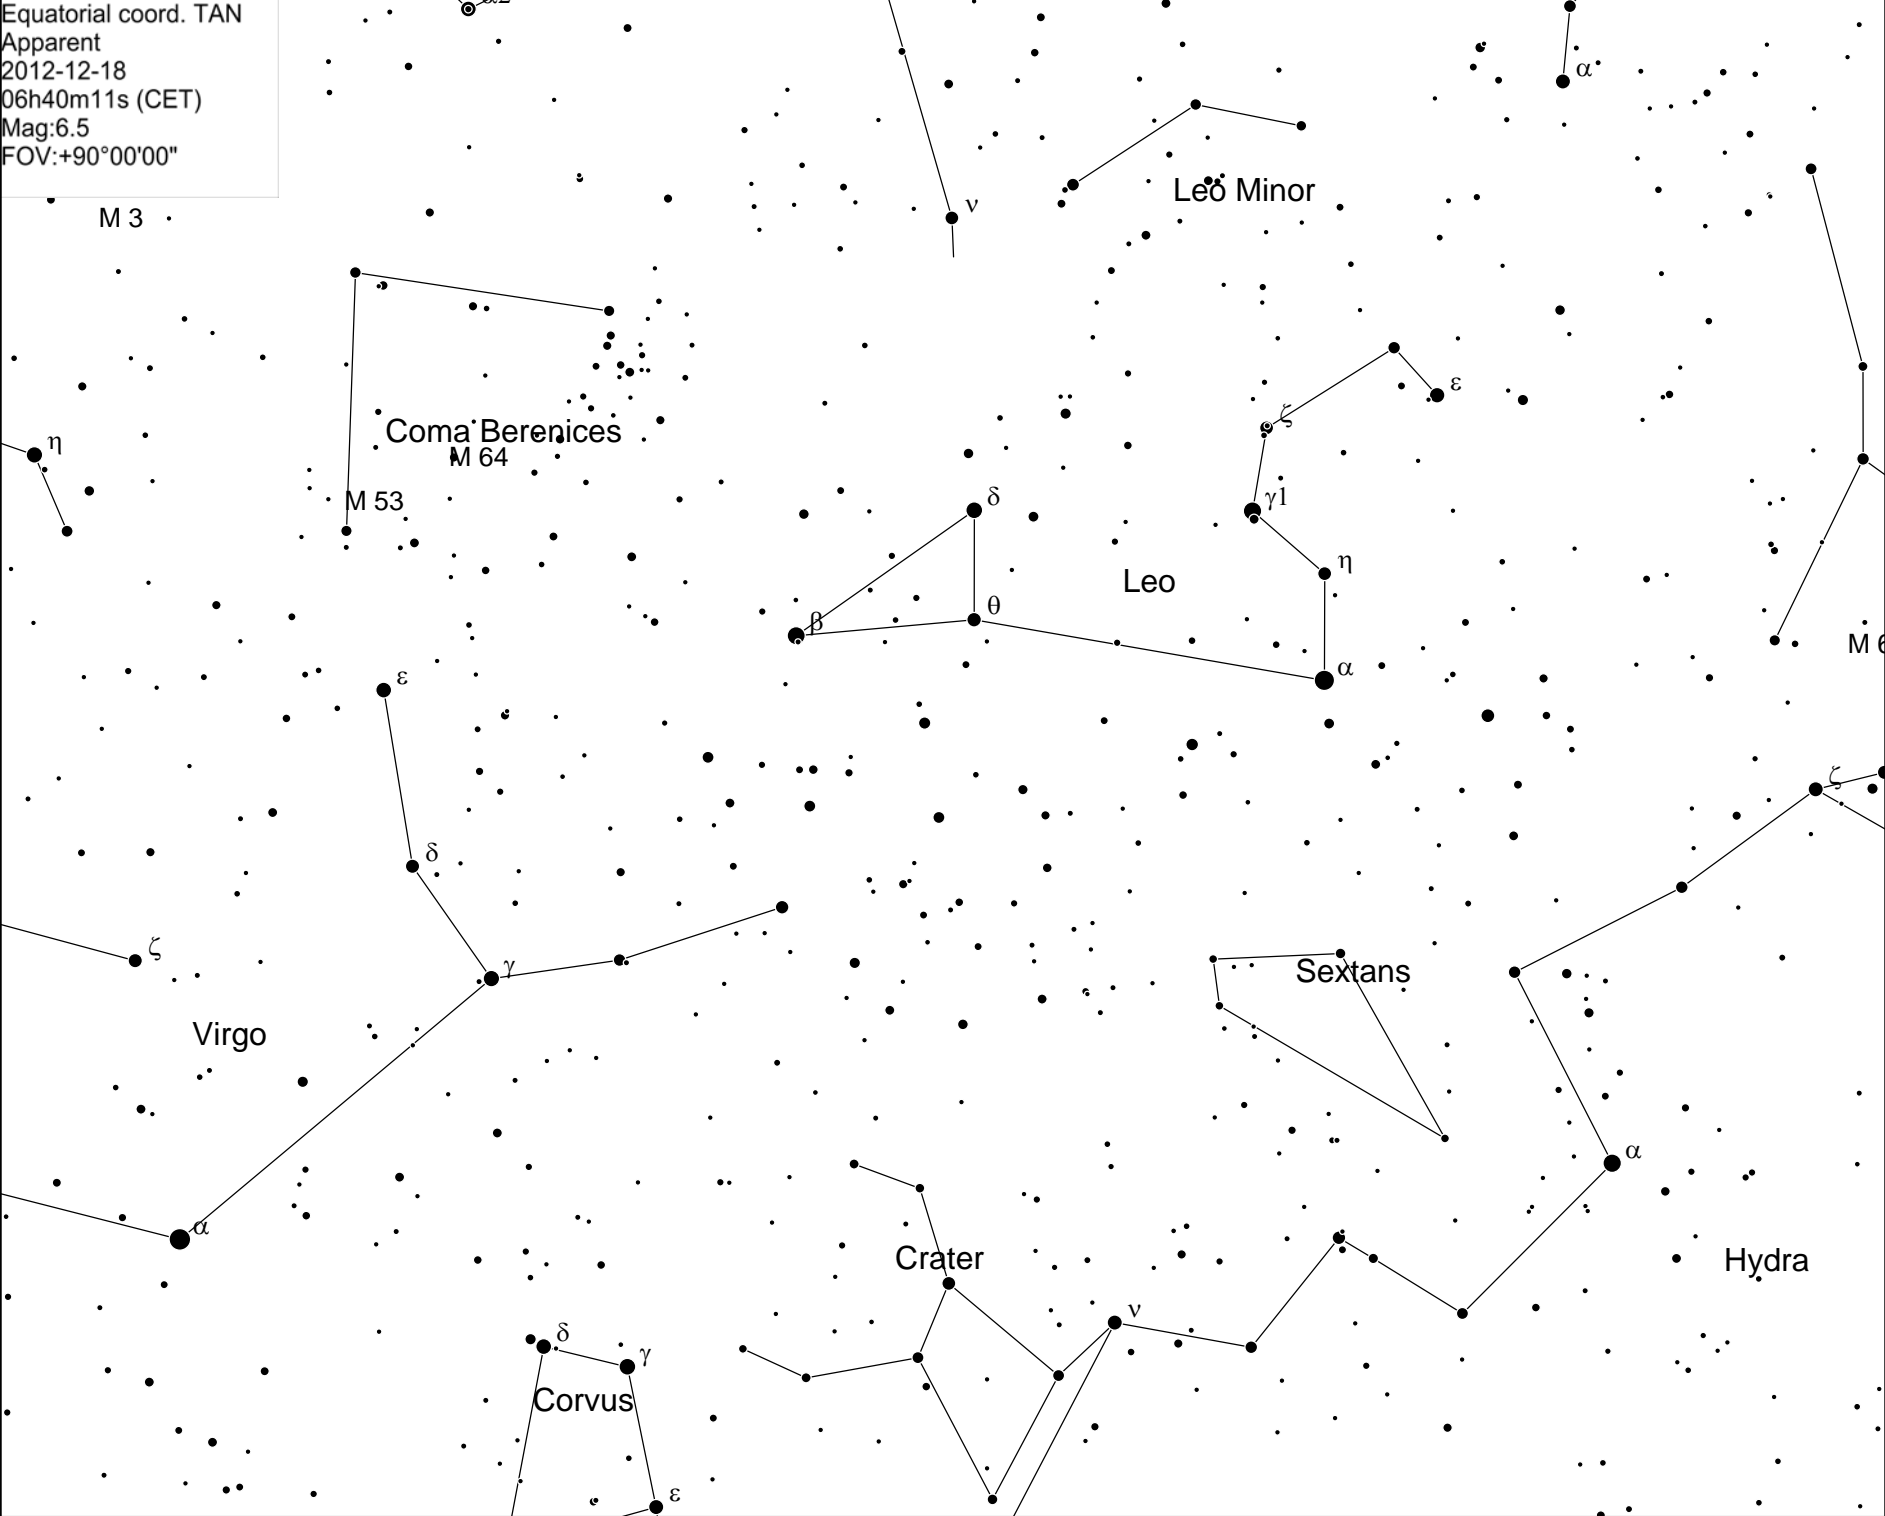 α2
Equatorial coord. TAN
Apparent
2012-12-18
06h40m11s (CET)
Mag:6.5
FOV:+90°00'00"
α
M 3
Leo Minor
ν
ε
ζ
Coma Berenices
η
M 64
M 53
δ
γ1
η
Leo
θ
β
α
ε
ζ
δ
ζ
γ
Sextans
Virgo
α
α
Crater
Hydra
ν
δ
γ
Corvus
ε